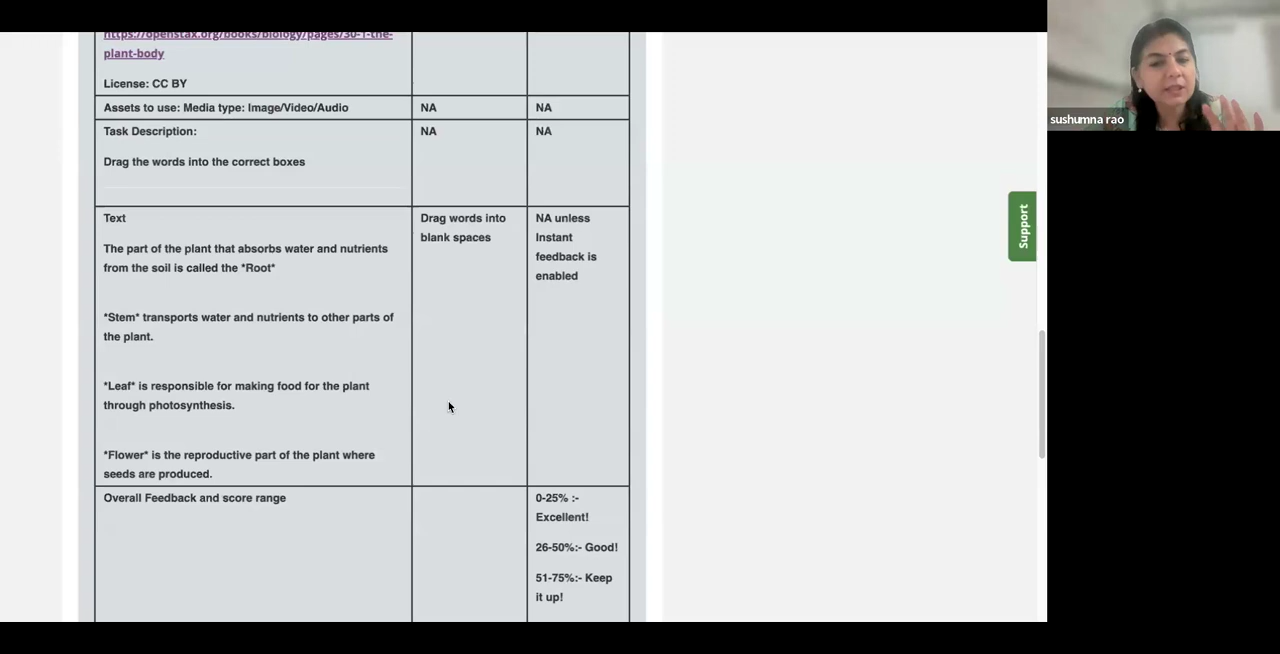 https://openstax.org/books/biology/pages/30-1-the-
plant-body
License: CC BY
Assets to use: Media type: Image/Video/Audio
NA
NA
Task Description:
NA
NA
Drag the words into the correct boxes
Text
Drag words into
blank spaces
NA unless
Instant
feedback is
enabled
The part of the plant that absorbs water and nutrients
from the soil is called the *Root*
*Stem* transports water and nutrients to other parts of
the plant.
*Leaf* is responsible for making food for the plant
through photosynthesis.
*Flower* is the reproductive part of the plant where
seeds are produced.
Overall Feedback and score range
0-25% :-
Excellent!
26-50%:- Good!
51-75%:- Keep
it up!
Support
sushumna rao